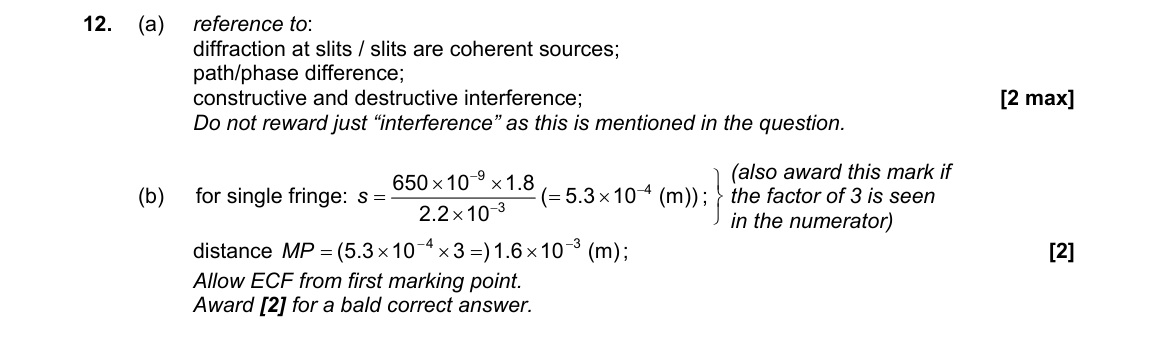 12. (a) reference to:
diffraction at slits / slits are coherent sources;
path/phase difference;
constructive and destructive interference; [2 max]
Do not reward just “interference” as this is mentioned in the question.
(b) for single fringe: s = (650×10⁻⁹ ×1.8)/(2.2×10⁻³) (= 5.3×10⁻⁴ (m)); } (also award this mark if
the factor of 3 is seen
in the numerator)
distance MP = (5.3×10⁻⁴ ×3 =) 1.6×10⁻³ (m); [2]
Allow ECF from first marking point.
Award [2] for a bald correct answer.